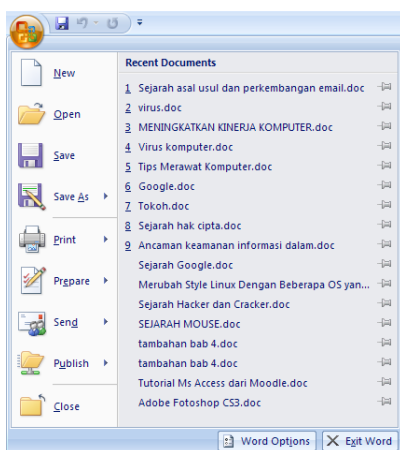 New
Open
Save
Save As
Print
Prepare
Send
Publish
Close
Recent Documents
1 Sejarah asal usul dan perkembangan email.doc
2 virus.doc
3 MENINGKATKAN KINERJA KOMPUTER.doc
4 Virus komputer.doc
5 Tips Merawat Komputer.doc
6 Google.doc
7 Tokoh.doc
8 Sejarah hak cipta.doc
9 Ancaman keamanan informasi dalam.doc
Sejarah Google.doc
Merubah Style Linux Dengan Beberapa OS yan...
Sejarah Hacker dan Cracker.doc
SEJARAH MOUSE.doc
tambahan bab 4.doc
tambahan bab 4.doc
Tutorial Ms Access dari Moodle.doc
Adobe Fotoshop CS3.doc
Word Options
Exit Word